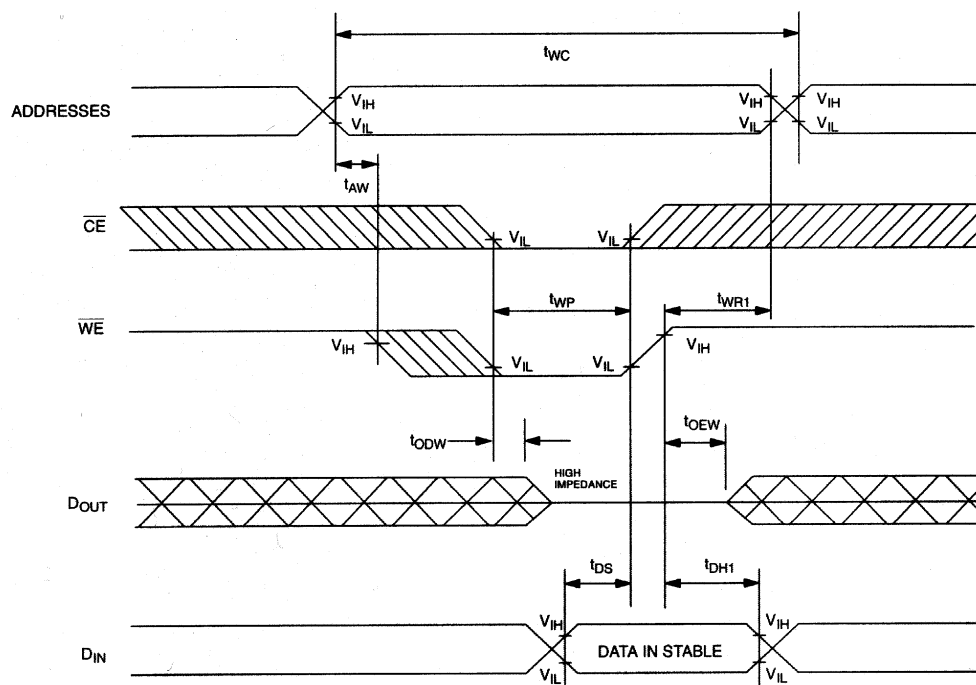 tWC
ADDRESSES
VIH
VIL
VIH
VIL
VIH
VIL
tAW
CE
VIL
VIL
tWP
tWR1
WE
VIH
VIL
VIL
VIH
tODW
tOEW
HIGH
IMPEDANCE
DOUT
tDS
tDH1
VIH
VIH
DIN
DATA IN STABLE
VIL
VIL